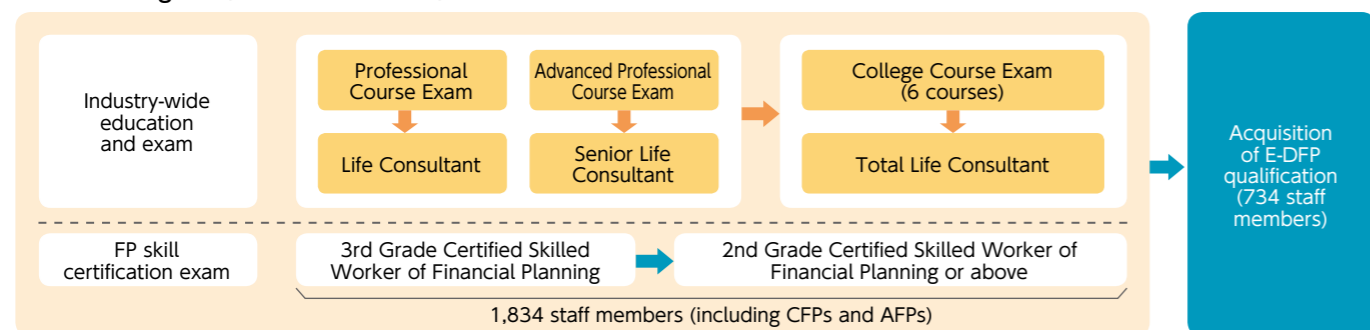 Industry-wide
education
and exam
Professional
Course Exam
Life Consultant
Advanced Professional
Course Exam
Senior Life
Consultant
College Course Exam
(6 courses)
Total Life Consultant
FP skill
certification exam
3rd Grade Certified Skilled
Worker of Financial Planning
2nd Grade Certified Skilled Worker of
Financial Planning or above
1,834 staff members (including CFPs and AFPs)
Acquisition
of E-DFP
qualification
(734 staff
members)